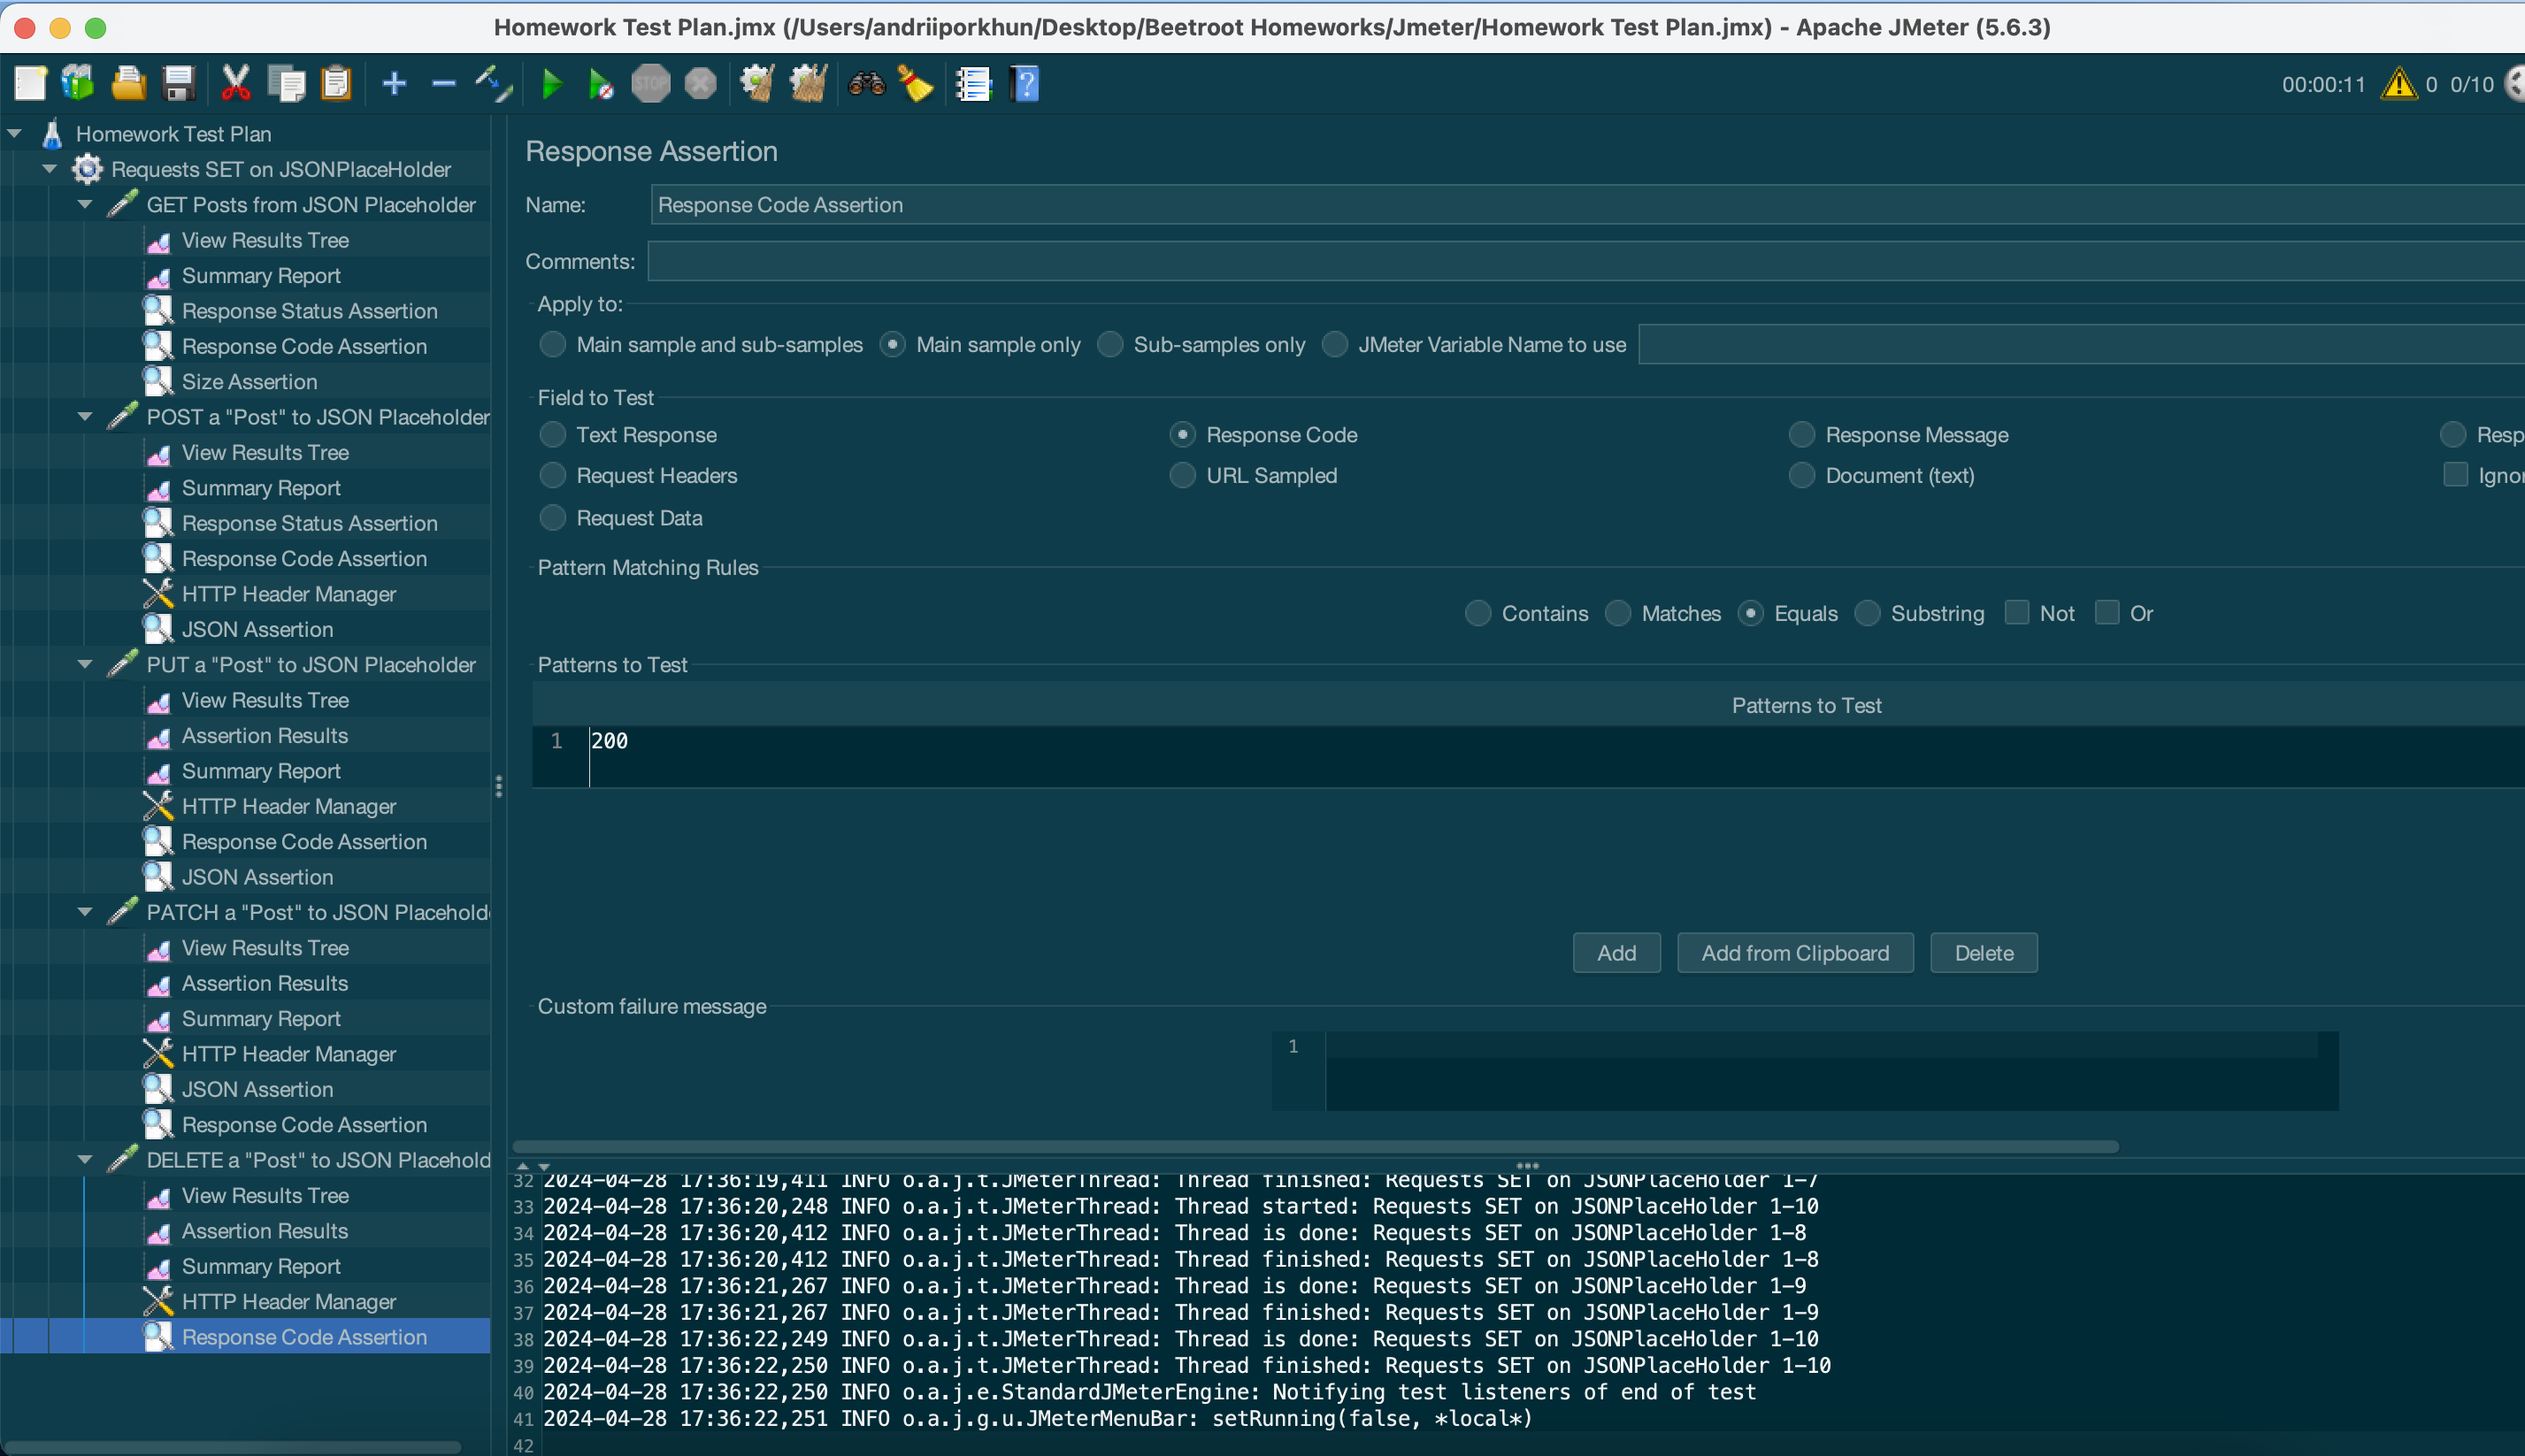 Homework Test Plan.jmx (/Users/andriiporkhun/Desktop/Beetroot Homeworks/Jmeter/Homework Test Plan.jmx) - Apache JMeter (5.6.3)
STOP
00:00:11 0 0/10
Homework Test Plan
Requests SET on JSONPlaceHolder
GET Posts from JSON Placeholder
View Results Tree
Summary Report
Response Status Assertion
Response Code Assertion
Size Assertion
POST a "Post" to JSON Placeholder
View Results Tree
Summary Report
Response Status Assertion
Response Code Assertion
HTTP Header Manager
JSON Assertion
PUT a "Post" to JSON Placeholder
View Results Tree
Assertion Results
Summary Report
HTTP Header Manager
Response Code Assertion
JSON Assertion
PATCH a "Post" to JSON Placehold
View Results Tree
Assertion Results
Summary Report
HTTP Header Manager
JSON Assertion
Response Code Assertion
DELETE a "Post" to JSON Placehold
View Results Tree
Assertion Results
Summary Report
HTTP Header Manager
Response Code Assertion
Response Assertion
Name: Response Code Assertion
Comments:
Apply to:
Main sample and sub-samples Main sample only Sub-samples only JMeter Variable Name to use
Field to Test
Text Response Response Code Response Message Resp
Request Headers URL Sampled Document (text) Ignor
Request Data
Pattern Matching Rules
Contains Matches Equals Substring Not Or
Patterns to Test
Patterns to Test
1 200
Add Add from Clipboard Delete
Custom failure message
1
32 2024-04-28 17:36:19,411 INFO o.a.j.t.JMeterThread: Thread finished: Requests SET on JSONPlaceHolder 1-7
33 2024-04-28 17:36:20,248 INFO o.a.j.t.JMeterThread: Thread started: Requests SET on JSONPlaceHolder 1-10
34 2024-04-28 17:36:20,412 INFO o.a.j.t.JMeterThread: Thread is done: Requests SET on JSONPlaceHolder 1-8
35 2024-04-28 17:36:20,412 INFO o.a.j.t.JMeterThread: Thread finished: Requests SET on JSONPlaceHolder 1-8
36 2024-04-28 17:36:21,267 INFO o.a.j.t.JMeterThread: Thread is done: Requests SET on JSONPlaceHolder 1-9
37 2024-04-28 17:36:21,267 INFO o.a.j.t.JMeterThread: Thread finished: Requests SET on JSONPlaceHolder 1-9
38 2024-04-28 17:36:22,249 INFO o.a.j.t.JMeterThread: Thread is done: Requests SET on JSONPlaceHolder 1-10
39 2024-04-28 17:36:22,250 INFO o.a.j.t.JMeterThread: Thread finished: Requests SET on JSONPlaceHolder 1-10
40 2024-04-28 17:36:22,250 INFO o.a.j.e.StandardJMeterEngine: Notifying test listeners of end of test
41 2024-04-28 17:36:22,251 INFO o.a.j.g.u.JMeterMenuBar: setRunning(false, *local*)
42